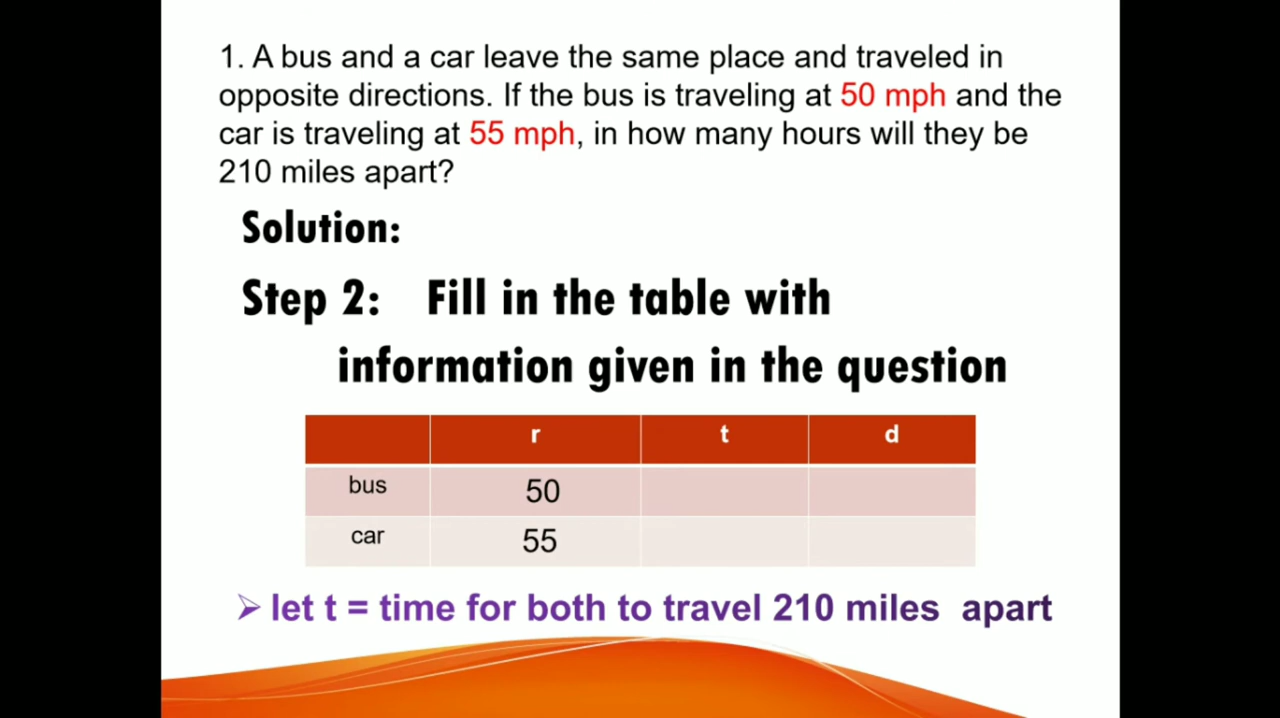 1. A bus and a car leave the same place and traveled in
opposite directions. If the bus is traveling at 50 mph and the
car is traveling at 55 mph, in how many hours will they be
210 miles apart?
Solution:
Step 2: Fill in the table with
information given in the question
r t d
bus 50
car 55
➢ let t = time for both to travel 210 miles apart